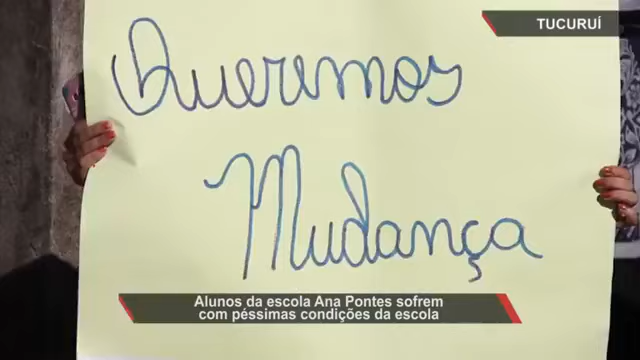 TUCURUÍ
Queremos
Mudança
Alunos da escola Ana Pontes sofrem
com péssimas condições da escola